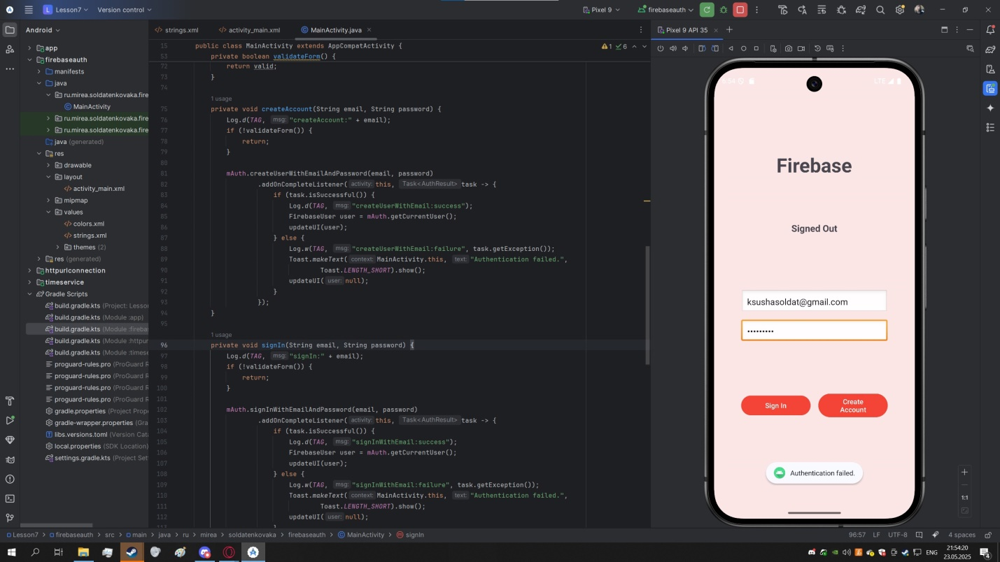 Lesson7
Version control
Pixel 9
firebaseauth
Android
app
firebaseauth
manifests
java
ru.mirea.soldatenkovaka.fire
MainActivity
ru.mirea.soldatenkovaka.fire
ru.mirea.soldatenkovaka.fire
java (generated)
res
drawable
layout
activity_main.xml
mipmap
values
colors.xml
strings.xml
themes (2)
res (generated)
httpurlconnection
timeservice
Gradle Scripts
build.gradle.kts (Project: Lesso
build.gradle.kts (Module :app)
build.gradle.kts (Module :fireba
build.gradle.kts (Module :httpu
build.gradle.kts (Module :times
proguard-rules.pro (ProGuard R
proguard-rules.pro (ProGuard R
proguard-rules.pro (ProGuard R
proguard-rules.pro (ProGuard R
gradle.properties (Project Prop
gradle-wrapper.properties (Gra
libs.versions.toml (Version Cata
local.properties (SDK Location)
settings.gradle.kts (Project Set
strings.xml
activity_main.xml
MainActivity.java
1 6
15 public class MainActivity extends AppCompatActivity {
53 private boolean validateForm() {
72 return valid;
73 }
74
1 usage
75 private void createAccount(String email, String password) {
76 Log.d(TAG, msg: "createAccount:" + email);
77 if (!validateForm()) {
78 return;
79 }
80
81 mAuth.createUserWithEmailAndPassword(email, password)
82 .addOnCompleteListener( activity: this, Task<AuthResult> task -> {
83 if (task.isSuccessful()) {
84 Log.d(TAG, msg: "createUserWithEmail:success");
85 FirebaseUser user = mAuth.getCurrentUser();
86 updateUI(user);
87 } else {
88 Log.w(TAG, msg: "createUserWithEmail:failure", task.getException());
89 Toast.makeText( context: MainActivity.this, text: "Authentication failed.",
90 Toast.LENGTH_SHORT).show();
91 updateUI( user: null);
92 }
93 });
94 }
95
1 usage
96 private void signIn(String email, String password) {
97 Log.d(TAG, msg: "signIn:" + email);
98 if (!validateForm()) {
99 return;
100 }
101
102 mAuth.signInWithEmailAndPassword(email, password)
103 .addOnCompleteListener( activity: this, Task<AuthResult> task -> {
104 if (task.isSuccessful()) {
105 Log.d(TAG, msg: "signInWithEmail:success");
106 FirebaseUser user = mAuth.getCurrentUser();
107 updateUI(user);
108 } else {
109 Log.w(TAG, msg: "signInWithEmail:failure", task.getException());
110 Toast.makeText( context: MainActivity.this, text: "Authentication failed.",
111 Toast.LENGTH_SHORT).show();
112 updateUI( user: null);
Pixel 9 API 35
LTE
Firebase
Signed Out
ksushasoldat@gmail.com
•••••••••
Sign In
Create
Account
Authentication failed.
1:1
Lesson7 > firebaseauth > src > main > java > ru > mirea > soldatenkovaka > firebaseauth > MainActivity > signIn
96:57 LF UTF-8 4 spaces
ENG
21:54:20
23.05.2025
4